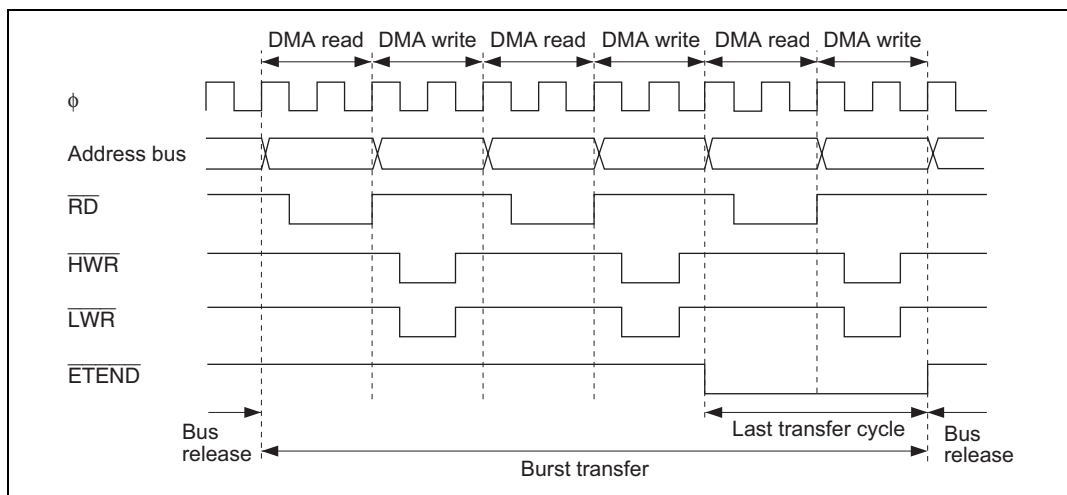 DMA read DMA write DMA read DMA write DMA read DMA write
ϕ
Address bus
RD
HWR
LWR
ETEND
Bus release
Last transfer cycle
Bus release
Burst transfer